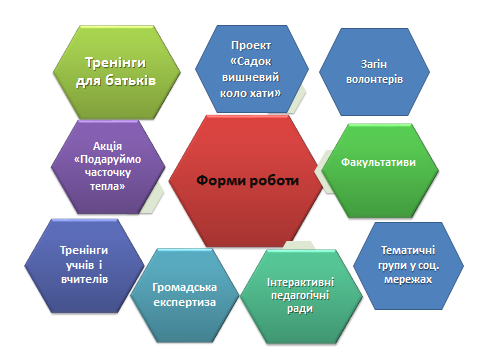 Тренінги
для батьків
Проект
«Садок
вишневий
коло хати»
Загін
волонтерів
Акція
«Подаруймо
часточку
тепла»
Форми роботи
Факультативи
Тренінги
учнів і
вчителів
Громадська
експертиза
Інтерактивні
педагогічні
ради
Тематичні
групи у соц.
мережах